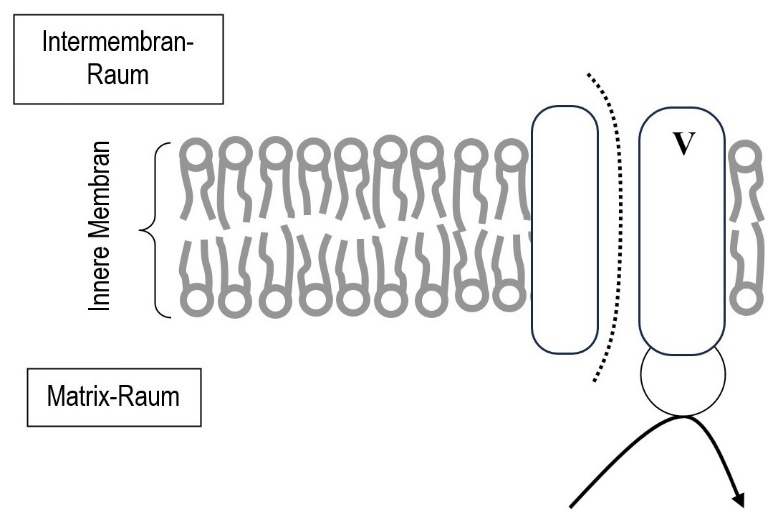 Intermembran-
Raum
Innere Membran
V
Matrix-Raum